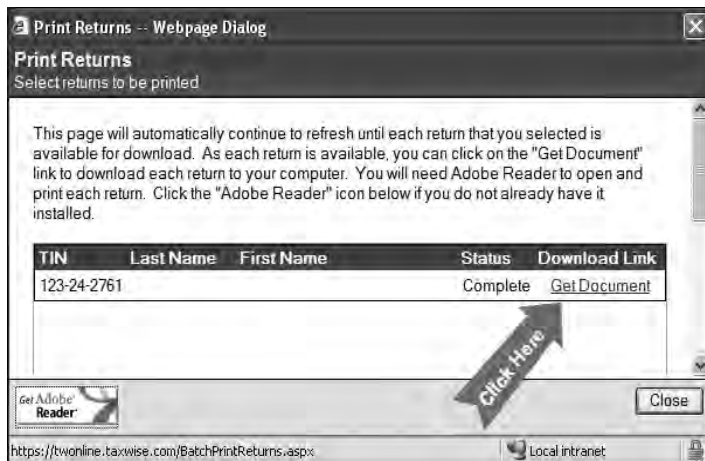 Print Returns -- Webpage Dialog
Print Returns
Select returns to be printed
This page will automatically continue to refresh until each return that you selected is
available for download. As each return is available, you can click on the "Get Document"
link to download each return to your computer. You will need Adobe Reader to open and
print each return. Click the "Adobe Reader" icon below if you do not already have it
installed.
TIN Last Name First Name Status Download Link
123-24-2761 Complete Get Document
Click Here
Get Adobe
Reader
Close
https://twonline.taxwise.com/BatchPrintReturns.aspx Local intranet